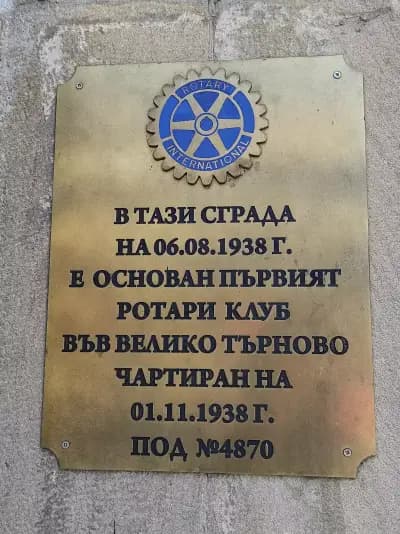 ROTARY
INTERNATIONAL
В ТАЗИ СГРАДА
НА 06.08.1938 Г.
Е ОСНОВАН ПЪРВИЯТ
РОТАРИ КЛУБ
ВЪВ ВЕЛИКО ТЪРНОВО
ЧАРТИРАН НА
01.11.1938 Г.
ПОД №4870